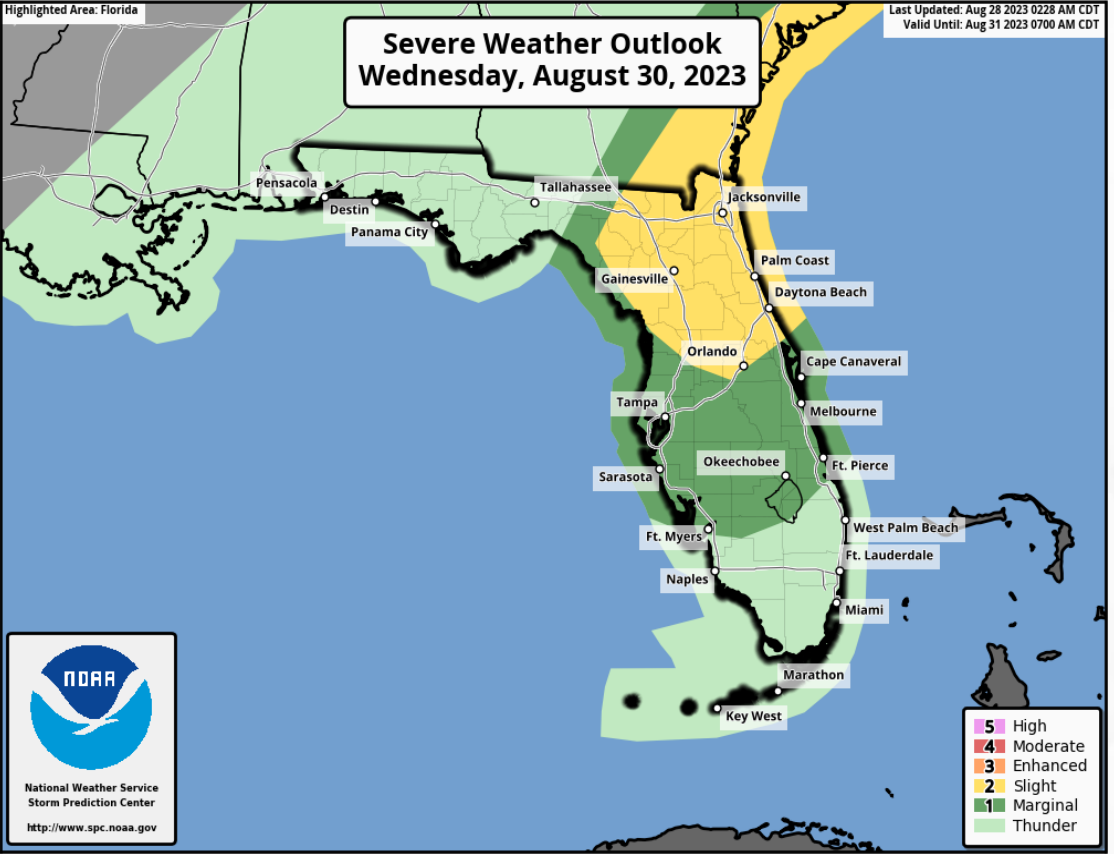 Highlighted Area: Florida
Last Updated: Aug 28 2023 0228 AM CDT
Valid Until: Aug 31 2023 0700 AM CDT
Severe Weather Outlook
Wednesday, August 30, 2023
Pensacola
Tallahassee
Destin
Jacksonville
Panama City
Palm Coast
Gainesville
Daytona Beach
Orlando
Cape Canaveral
Tampa
Melbourne
Okeechobee
Ft. Pierce
Sarasota
West Palm Beach
Ft. Myers
Ft. Lauderdale
Naples
Miami
Marathon
Key West
NOAA
National Weather Service
Storm Prediction Center
http://www.spc.noaa.gov
5 High
4 Moderate
3 Enhanced
2 Slight
1 Marginal
Thunder